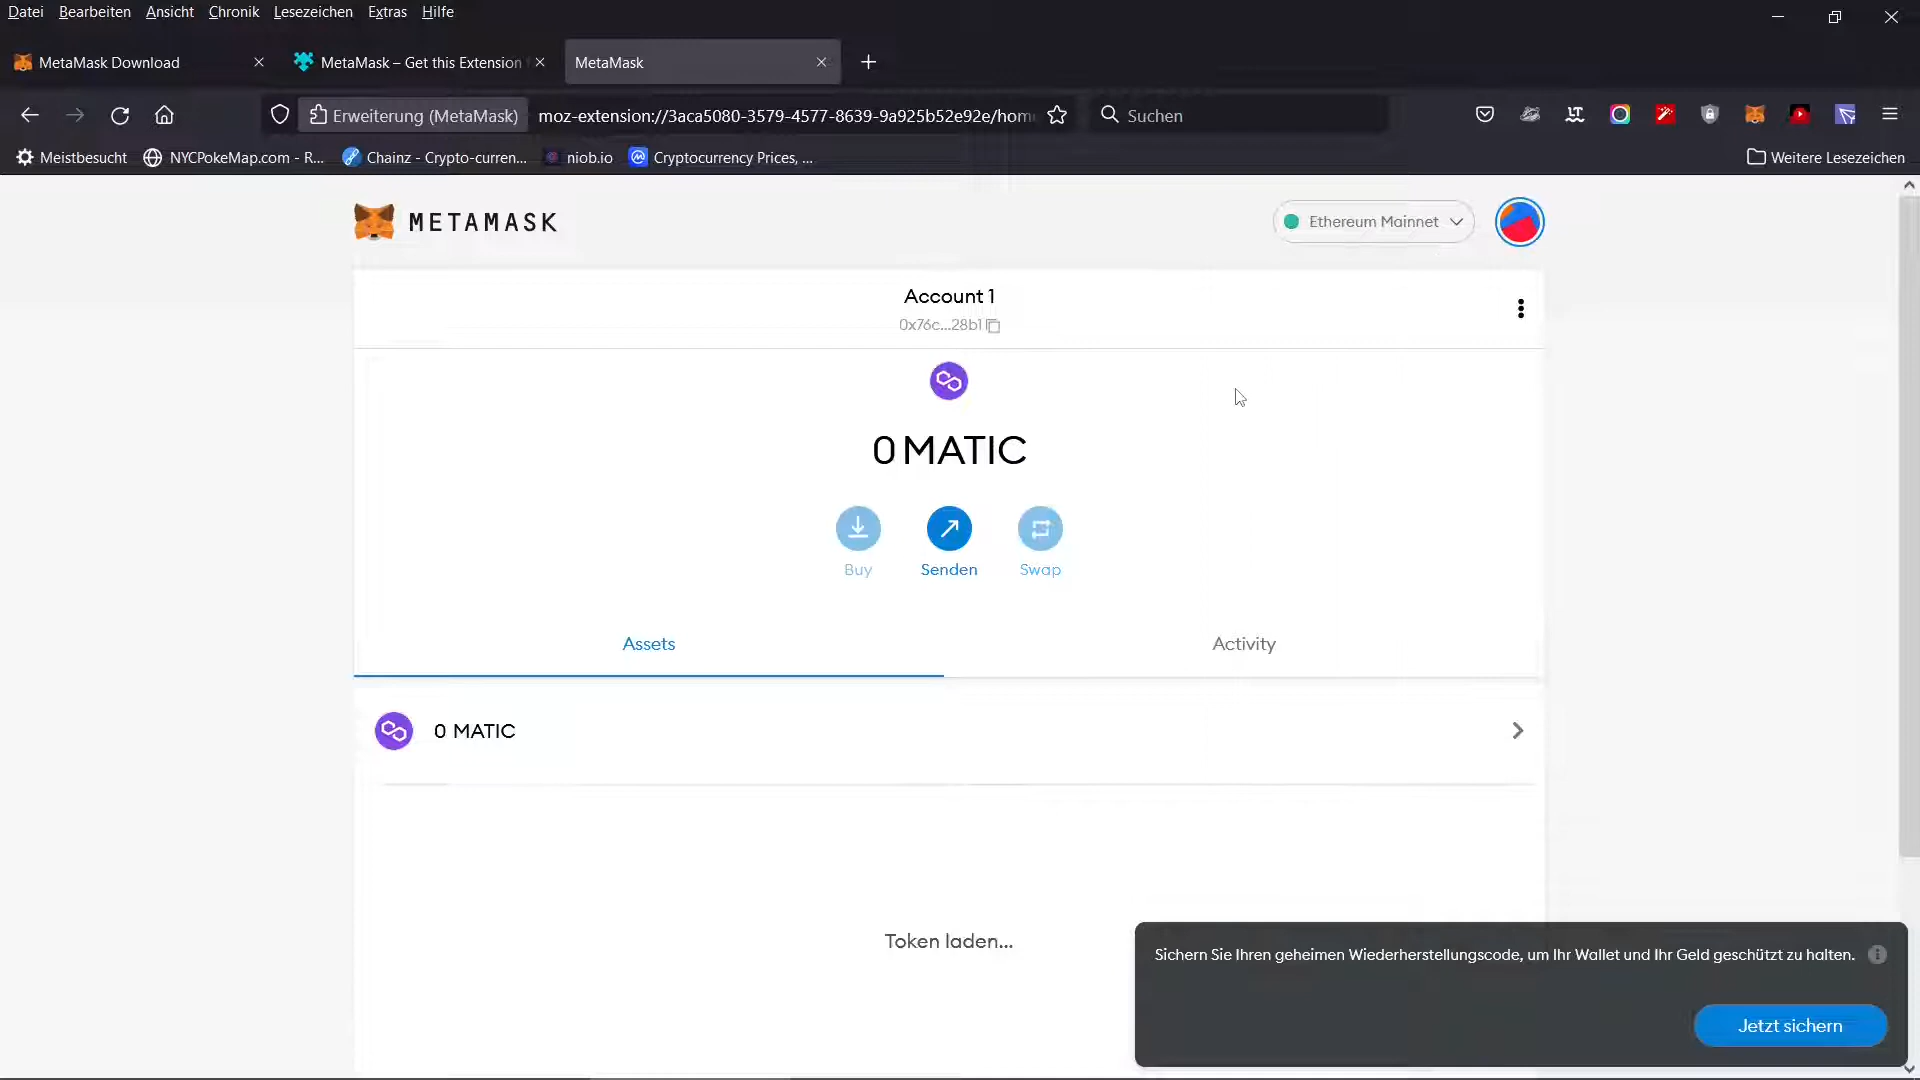 Datei Bearbeiten Ansicht Chronik Lesezeichen Extras Hilfe
MetaMask Download
MetaMask – Get this Extension
MetaMask
Erweiterung (MetaMask)
moz-extension://3aca5080-3579-4577-8639-9a925b52e92e/hom
Suchen
Meistbesucht
NYCPokeMap.com - R...
Chainz - Crypto-curren...
niob.io
Cryptocurrency Prices, ...
Weitere Lesezeichen
METAMASK
Ethereum Mainnet
Account 1
0x76c...28b1
0 MATIC
Buy
Senden
Swap
Assets
Activity
0 MATIC
Token laden...
Sichern Sie Ihren geheimen Wiederherstellungscode, um Ihr Wallet und Ihr Geld geschützt zu halten.
Jetzt sichern